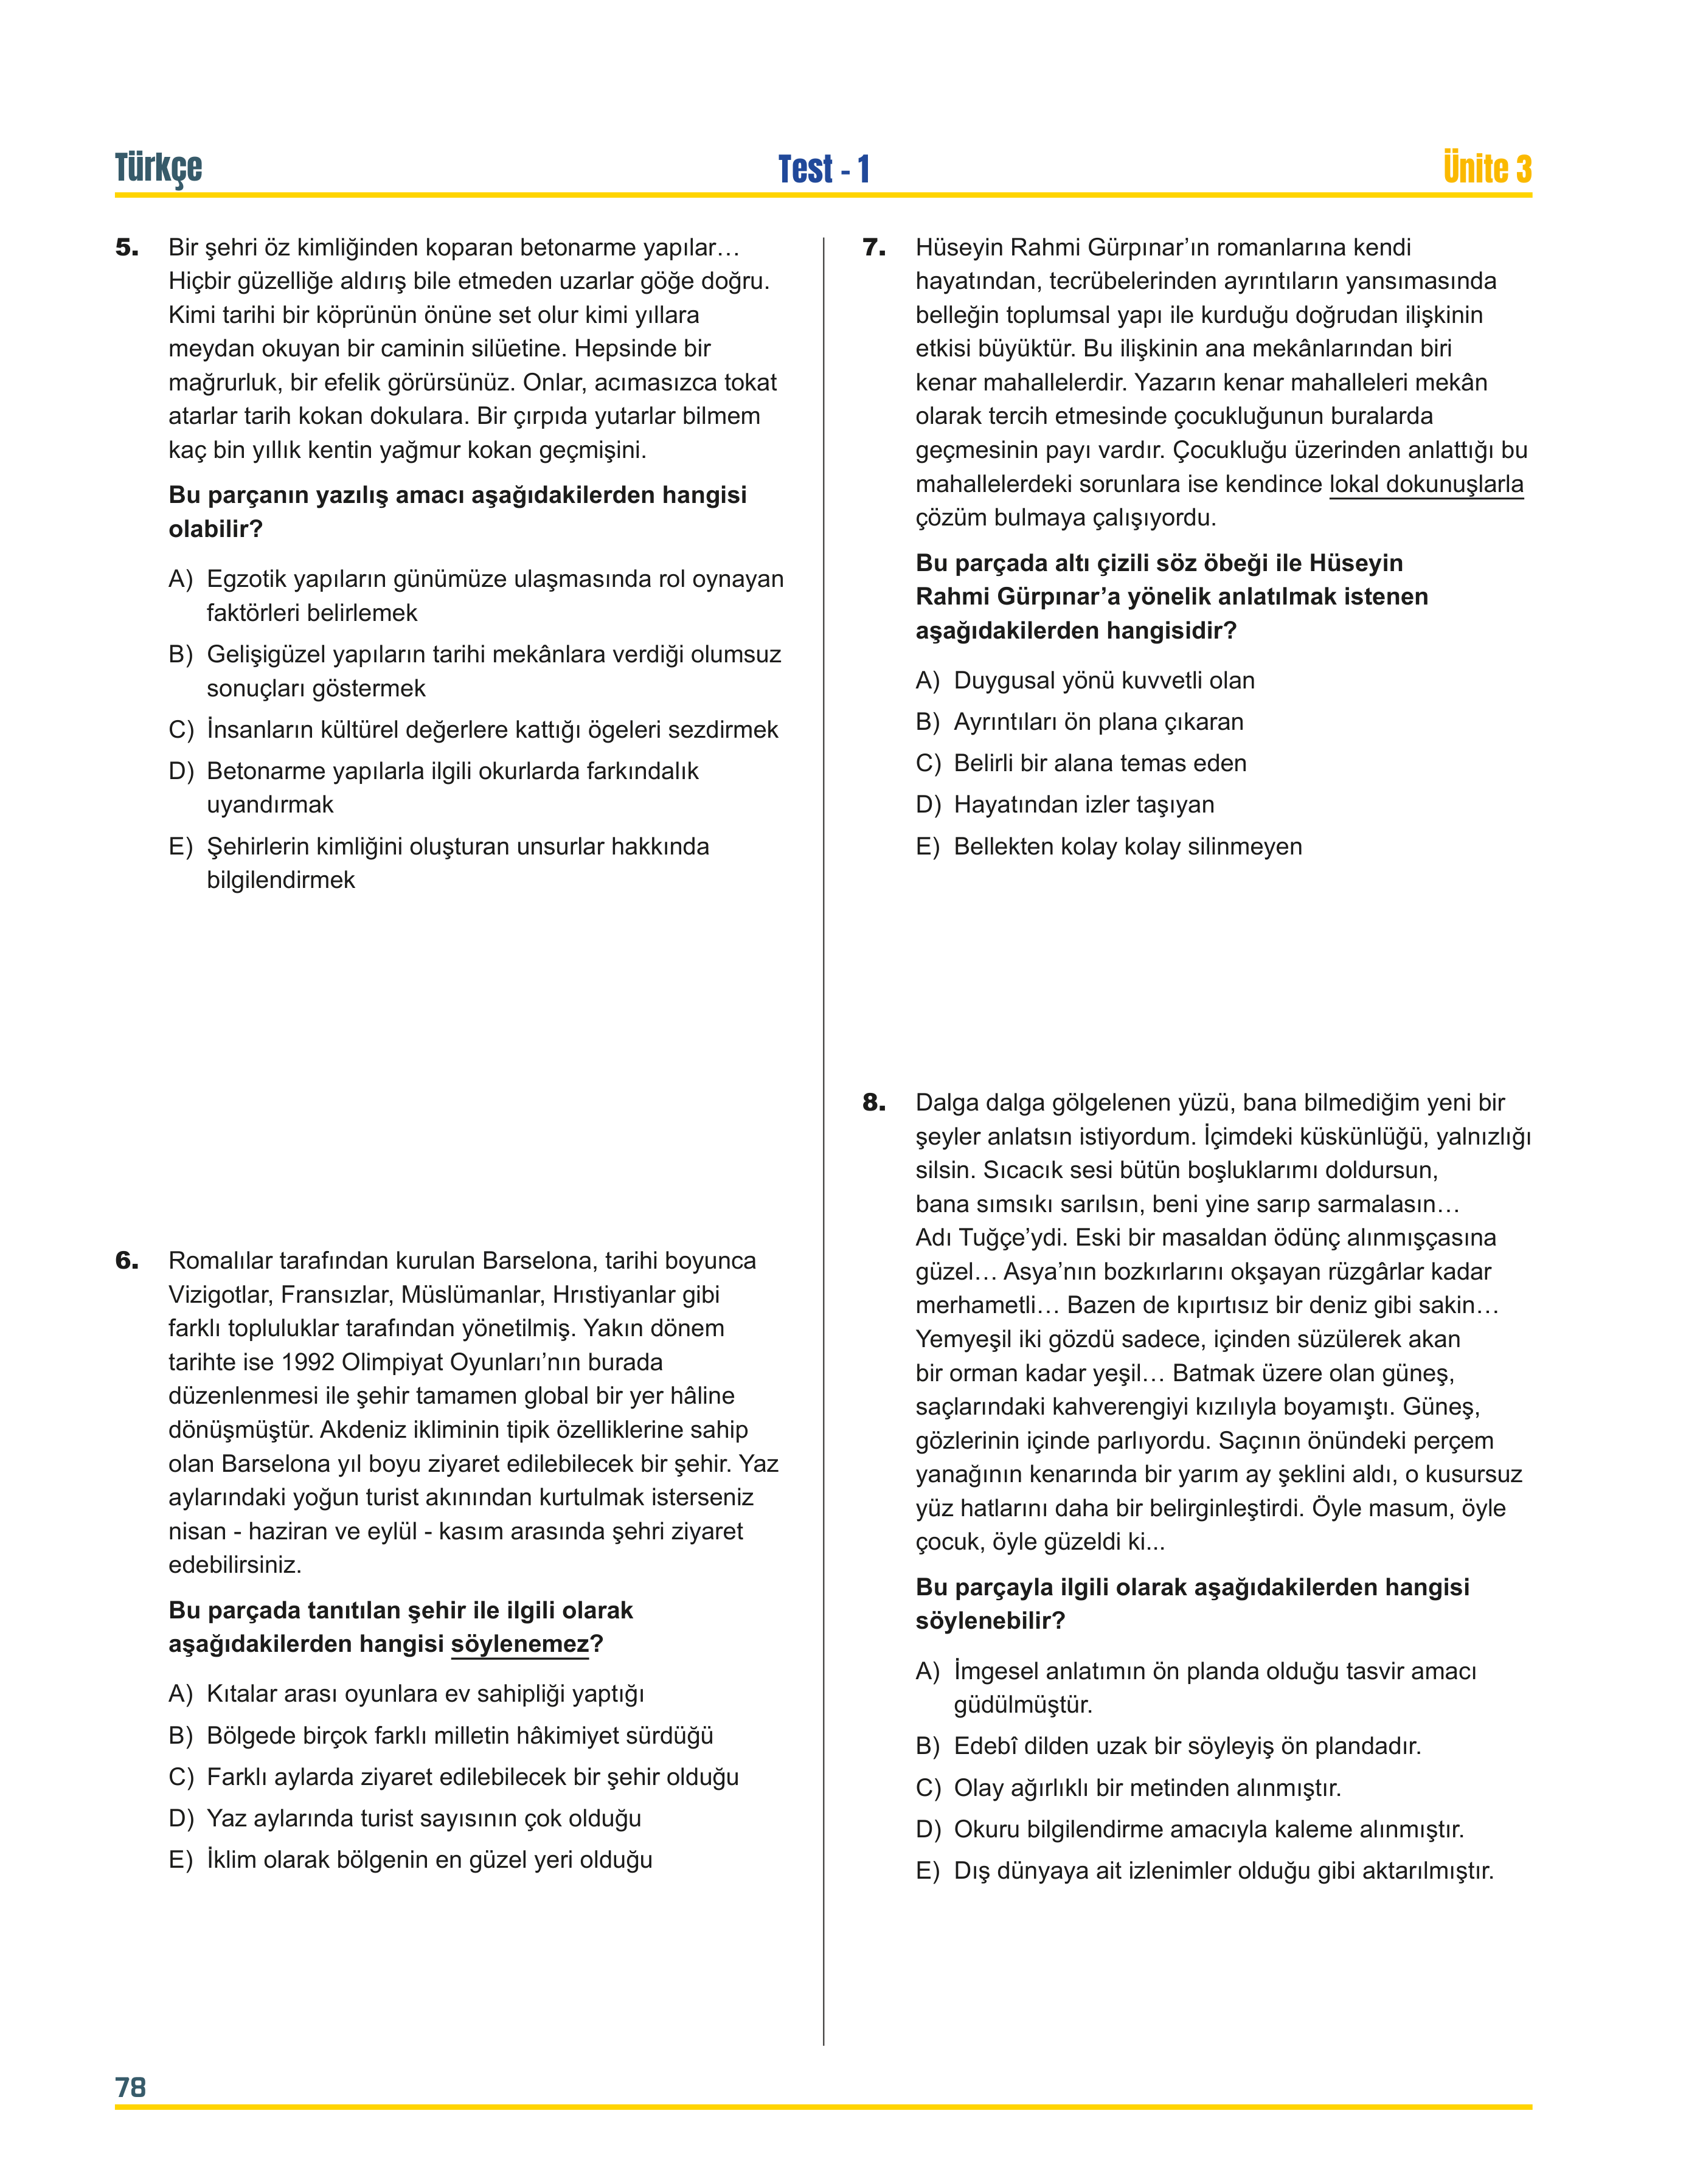 Türkçe
Test - 1
Ünite 3
5. Bir şehri öz kimliğinden koparan betonarme yapılar…
Hiçbir güzelliğe aldırış bile etmeden uzarlar göğe doğru.
Kimi tarihi bir köprünün önüne set olur kimi yıllara
meydan okuyan bir caminin silüetine. Hepsinde bir
mağrurluk, bir efelik görürsünüz. Onlar, acımasızca tokat
atarlar tarih kokan dokulara. Bir çırpıda yutarlar bilmem
kaç bin yıllık kentin yağmur kokan geçmişini.
Bu parçanın yazılış amacı aşağıdakilerden hangisi
olabilir?
A) Egzotik yapıların günümüze ulaşmasında rol oynayan
faktörleri belirlemek
B) Gelişigüzel yapıların tarihi mekânlara verdiği olumsuz
sonuçları göstermek
C) İnsanların kültürel değerlere kattığı ögeleri sezdirmek
D) Betonarme yapılarla ilgili okurlarda farkındalık
uyandırmak
E) Şehirlerin kimliğini oluşturan unsurlar hakkında
bilgilendirmek
6. Romalılar tarafından kurulan Barselona, tarihi boyunca
Vizigotlar, Fransızlar, Müslümanlar, Hrıstiyanlar gibi
farklı topluluklar tarafından yönetilmiş. Yakın dönem
tarihte ise 1992 Olimpiyat Oyunları’nın burada
düzenlenmesi ile şehir tamamen global bir yer hâline
dönüşmüştür. Akdeniz ikliminin tipik özelliklerine sahip
olan Barselona yıl boyu ziyaret edilebilecek bir şehir. Yaz
aylarındaki yoğun turist akınından kurtulmak isterseniz
nisan - haziran ve eylül - kasım arasında şehri ziyaret
edebilirsiniz.
Bu parçada tanıtılan şehir ile ilgili olarak
aşağıdakilerden hangisi söylenemez?
A) Kıtalar arası oyunlara ev sahipliği yaptığı
B) Bölgede birçok farklı milletin hâkimiyet sürdüğü
C) Farklı aylarda ziyaret edilebilecek bir şehir olduğu
D) Yaz aylarında turist sayısının çok olduğu
E) İklim olarak bölgenin en güzel yeri olduğu
7. Hüseyin Rahmi Gürpınar’ın romanlarına kendi
hayatından, tecrübelerinden ayrıntıların yansımasında
belleğin toplumsal yapı ile kurduğu doğrudan ilişkinin
etkisi büyüktür. Bu ilişkinin ana mekânlarından biri
kenar mahallelerdir. Yazarın kenar mahalleleri mekân
olarak tercih etmesinde çocukluğunun buralarda
geçmesinin payı vardır. Çocukluğu üzerinden anlattığı bu
mahallelerdeki sorunlara ise kendince lokal dokunuşlarla
çözüm bulmaya çalışıyordu.
Bu parçada altı çizili söz öbeği ile Hüseyin
Rahmi Gürpınar’a yönelik anlatılmak istenen
aşağıdakilerden hangisidir?
A) Duygusal yönü kuvvetli olan
B) Ayrıntıları ön plana çıkaran
C) Belirli bir alana temas eden
D) Hayatından izler taşıyan
E) Bellekten kolay kolay silinmeyen
8. Dalga dalga gölgelenen yüzü, bana bilmediğim yeni bir
şeyler anlatsın istiyordum. İçimdeki küskünlüğü, yalnızlığı
silsin. Sıcacık sesi bütün boşluklarımı doldursun,
bana sımsıkı sarılsın, beni yine sarıp sarmalasın…
Adı Tuğçe’ydi. Eski bir masaldan ödünç alınmışçasına
güzel… Asya’nın bozkırlarını okşayan rüzgârlar kadar
merhametli… Bazen de kıpırtısız bir deniz gibi sakin…
Yemyeşil iki gözdü sadece, içinden süzülerek akan
bir orman kadar yeşil… Batmak üzere olan güneş,
saçlarındaki kahverengiyi kızılıyla boyamıştı. Güneş,
gözlerinin içinde parlıyordu. Saçının önündeki perçem
yanağının kenarında bir yarım ay şeklini aldı, o kusursuz
yüz hatlarını daha bir belirginleştirdi. Öyle masum, öyle
çocuk, öyle güzeldi ki...
Bu parçayla ilgili olarak aşağıdakilerden hangisi
söylenebilir?
A) İmgesel anlatımın ön planda olduğu tasvir amacı
güdülmüştür.
B) Edebî dilden uzak bir söyleyiş ön plandadır.
C) Olay ağırlıklı bir metinden alınmıştır.
D) Okuru bilgilendirme amacıyla kaleme alınmıştır.
E) Dış dünyaya ait izlenimler olduğu gibi aktarılmıştır.
78